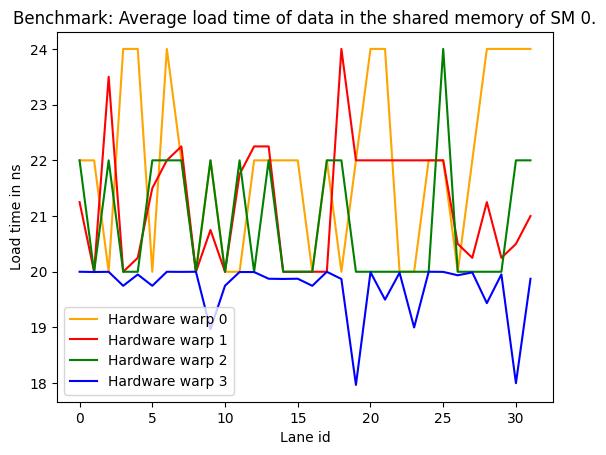 Benchmark: Average load time of data in the shared memory of SM 0.
24
23
22
21
20
19
18
Load time in ns
Hardware warp 0
Hardware warp 1
Hardware warp 2
Hardware warp 3
0 5 10 15 20 25 30
Lane id